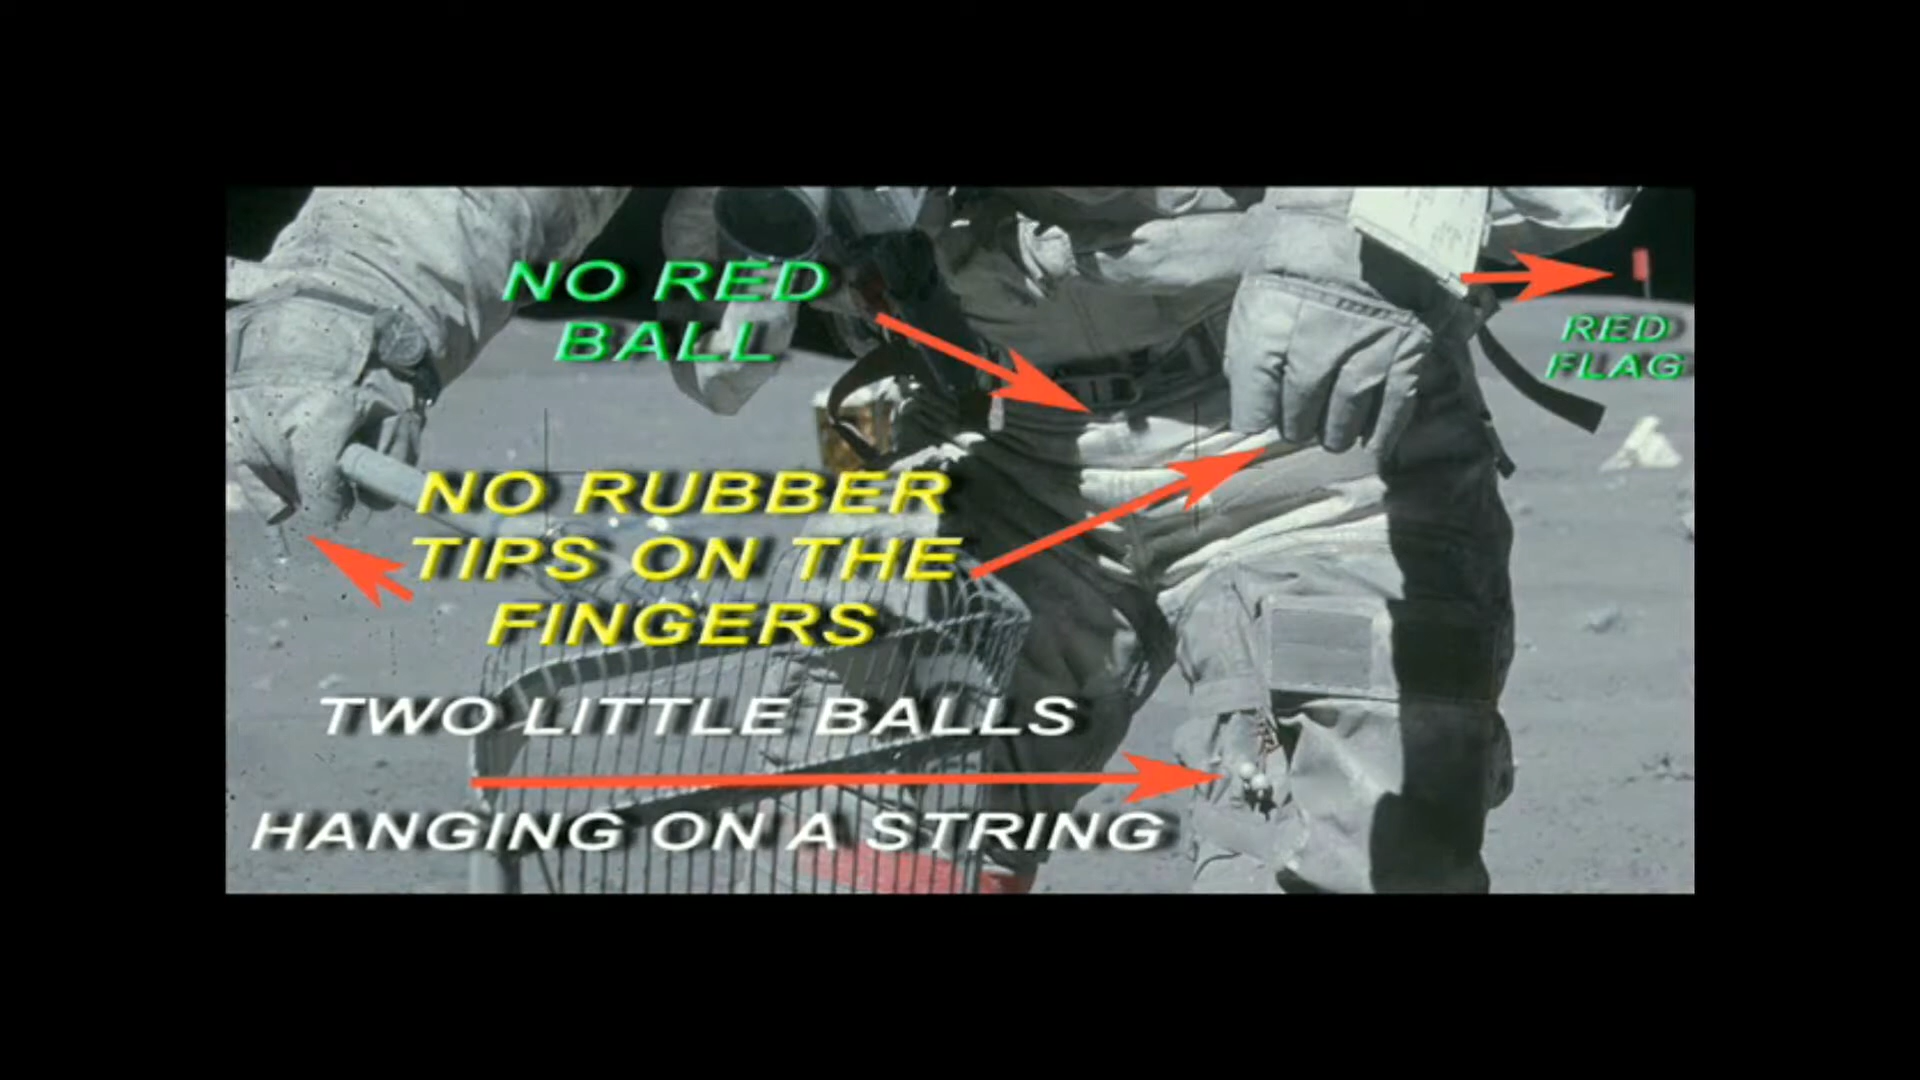 NO RED
BALL
RED
FLAG
NO RUBBER
TIPS ON THE
FINGERS
TWO LITTLE BALLS
HANGING ON A STRING